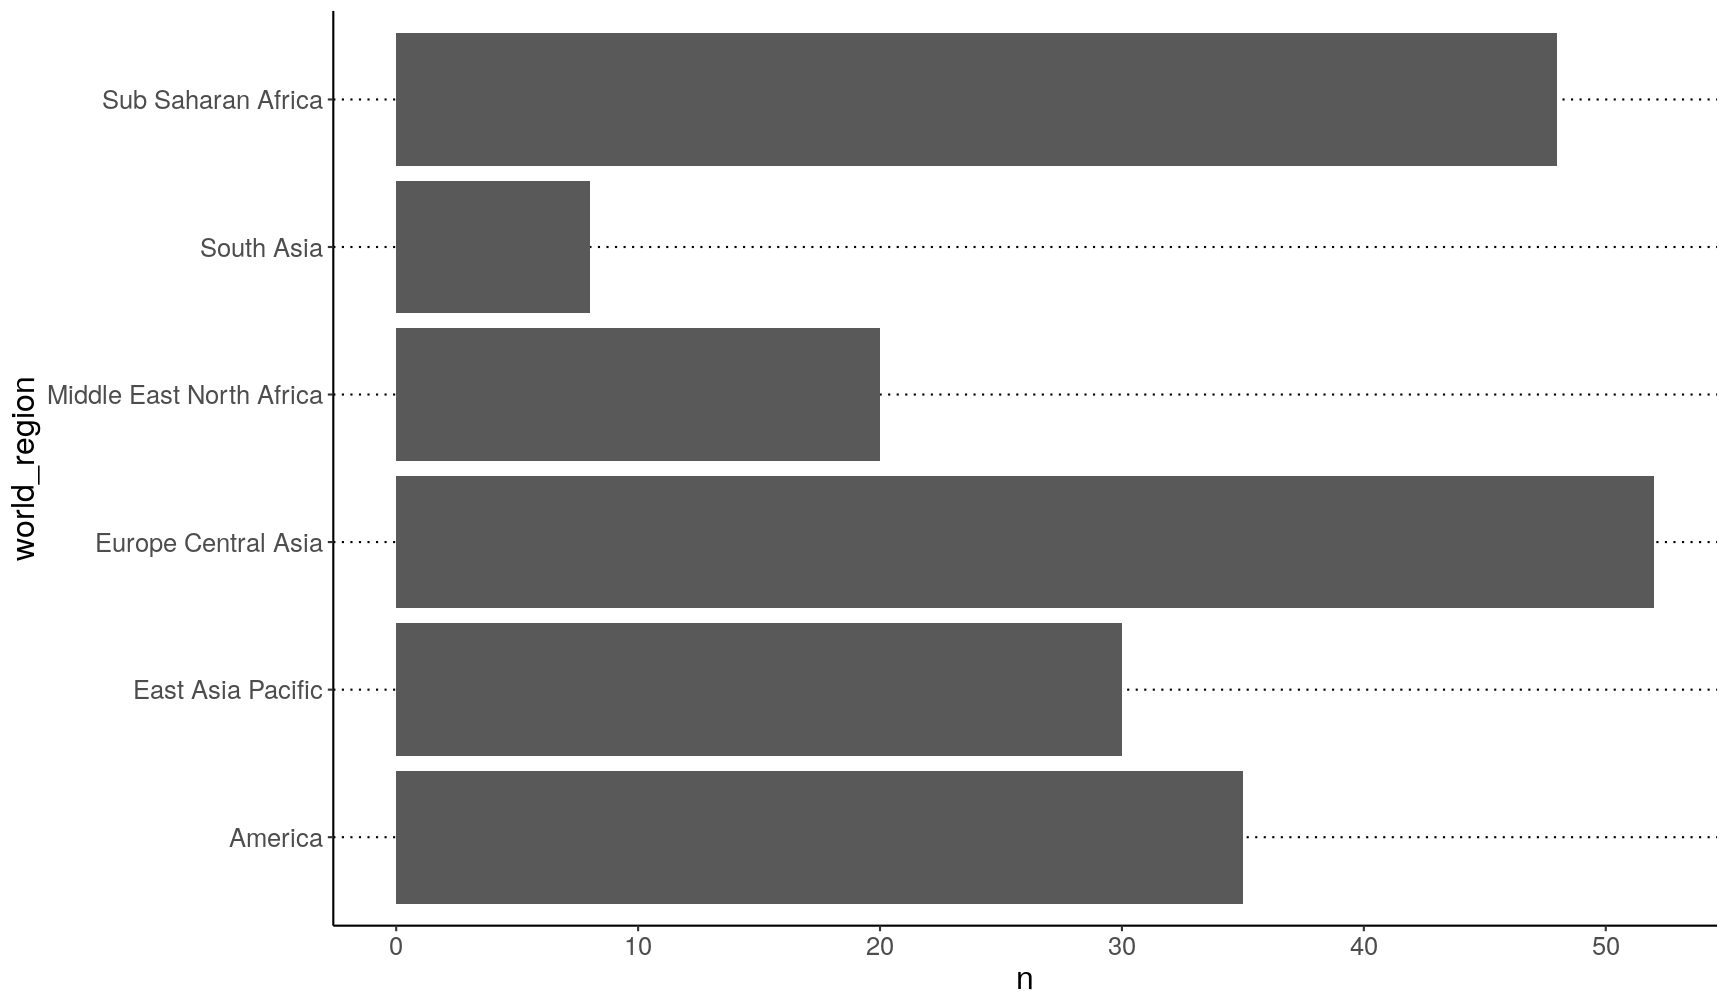 Sub Saharan Africa
South Asia
Middle East North Africa
Europe Central Asia
East Asia Pacific
America
world_region
0 10 20 30 40 50
n